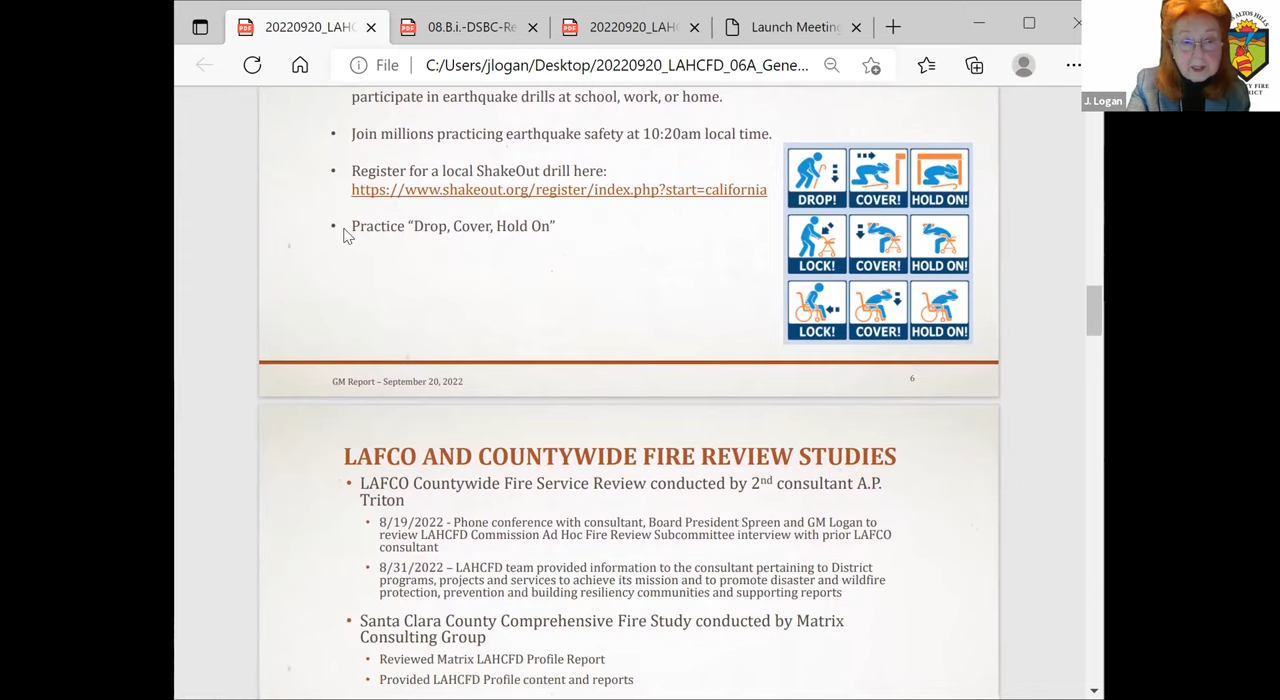 20220920_LAHC
08.B.i.-DSBC-Re
20220920_LAHC
Launch Meeting
File
C:/Users/jlogan/Desktop/20220920_LAHCFD_06A_Gene...
ALTOS HILLS
FIRE
J. Logan
participate in earthquake drills at school, work, or home.
• Join millions practicing earthquake safety at 10:20am local time.
• Register for a local ShakeOut drill here:
https://www.shakeout.org/register/index.php?start=california
• Practice “Drop, Cover, Hold On”
DROP! COVER! HOLD ON!
LOCK! COVER! HOLD ON!
LOCK! COVER! HOLD ON!
GM Report – September 20, 2022
6
LAFCO AND COUNTYWIDE FIRE REVIEW STUDIES
• LAFCO Countywide Fire Service Review conducted by 2nd consultant A.P.
Triton
• 8/19/2022 - Phone conference with consultant, Board President Spreen and GM Logan to
review LAHCFD Commission Ad Hoc Fire Review Subcommittee interview with prior LAFCO
consultant
• 8/31/2022 – LAHCFD team provided information to the consultant pertaining to District
programs, projects and services to achieve its mission and to promote disaster and wildfire
protection, prevention and building resiliency communities and supporting reports
• Santa Clara County Comprehensive Fire Study conducted by Matrix
Consulting Group
• Reviewed Matrix LAHCFD Profile Report
• Provided LAHCFD Profile content and reports